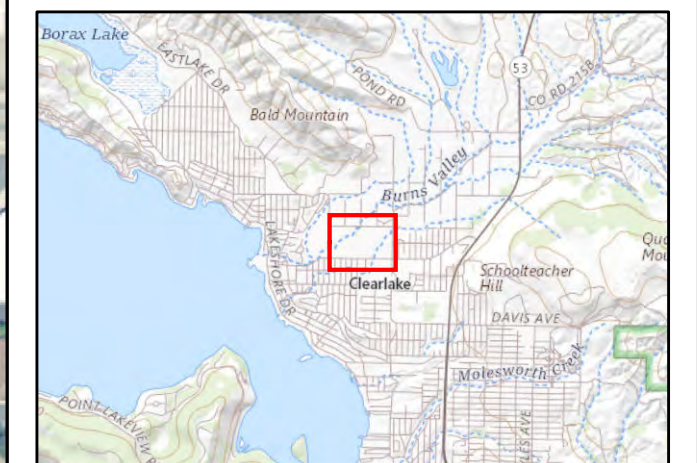 Borax Lake
EASTLAKE DR
POND RD
53
CO RD 215B
Bald Mountain
Burns Valley
LAKESHORE DR
Clearlake
Schoolteacher
Hill
DAVIS AVE
Molesworth Creek
POINT LAKEVIEW R